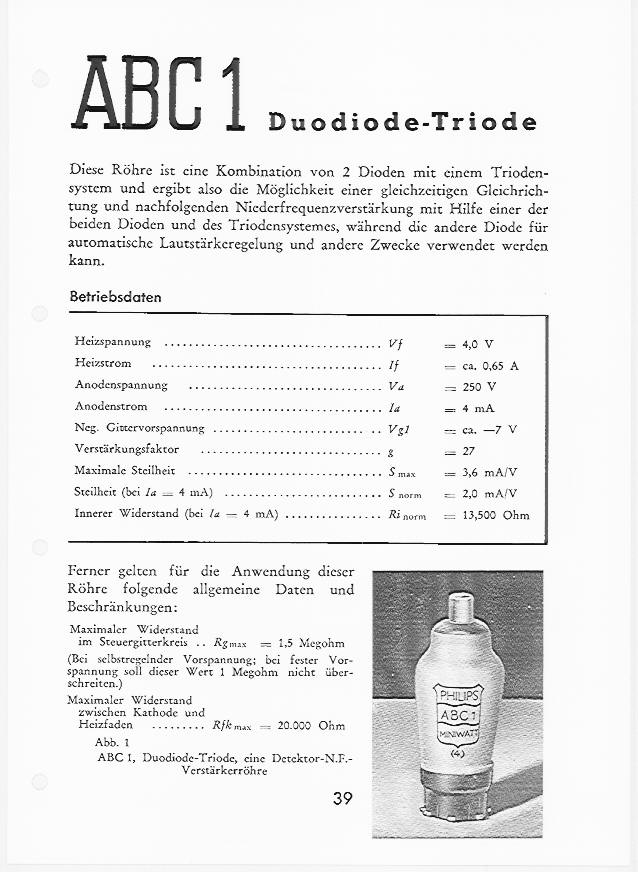 ABC 1 Duodiode-Triode
Diese Röhre ist eine Kombination von 2 Dioden mit einem Trioden-
system und ergibt also die Möglichkeit einer gleichzeitigen Gleichrich-
tung und nachfolgenden Niederfrequenzverstärkung mit Hilfe einer der
beiden Dioden und des Triodensystemes, während die andere Diode für
automatische Lautstärkeregelung und andere Zwecke verwendet werden
kann.
Betriebsdaten
Heizspannung ................................... Vf = 4,0 V
Heizstrom ..................................... If = ca. 0,65 A
Anodenspannung ............................... Va = 250 V
Anodenstrom ................................... Ia = 4 mA
Neg. Gittervorspannung ........................... Vg1 = ca. —7 V
Verstärkungsfaktor ............................. g = 27
Maximale Steilheit ............................... S max = 3,6 mA/V
Steilheit (bei Ia = 4 mA) ......................... S norm = 2,0 mA/V
Innerer Widerstand (bei Ia = 4 mA) ................ Ri norm = 13,500 Ohm
Ferner gelten für die Anwendung dieser
Röhre folgende allgemeine Daten und
Beschränkungen:
Maximaler Widerstand
im Steuergitterkreis .. Rg max = 1,5 Megohm
(Bei selbstregelnder Vorspannung; bei fester Vor-
spannung soll dieser Wert 1 Megohm nicht über-
schreiten.)
Maximaler Widerstand
zwischen Kathode und
Heizfaden ......... Rfk max = 20.000 Ohm
Abb. 1
ABC 1, Duodiode-Triode, eine Detektor-N.F.-
Verstärkerröhre
PHILIPS
ABC 1
MINIWATT
(4)
39